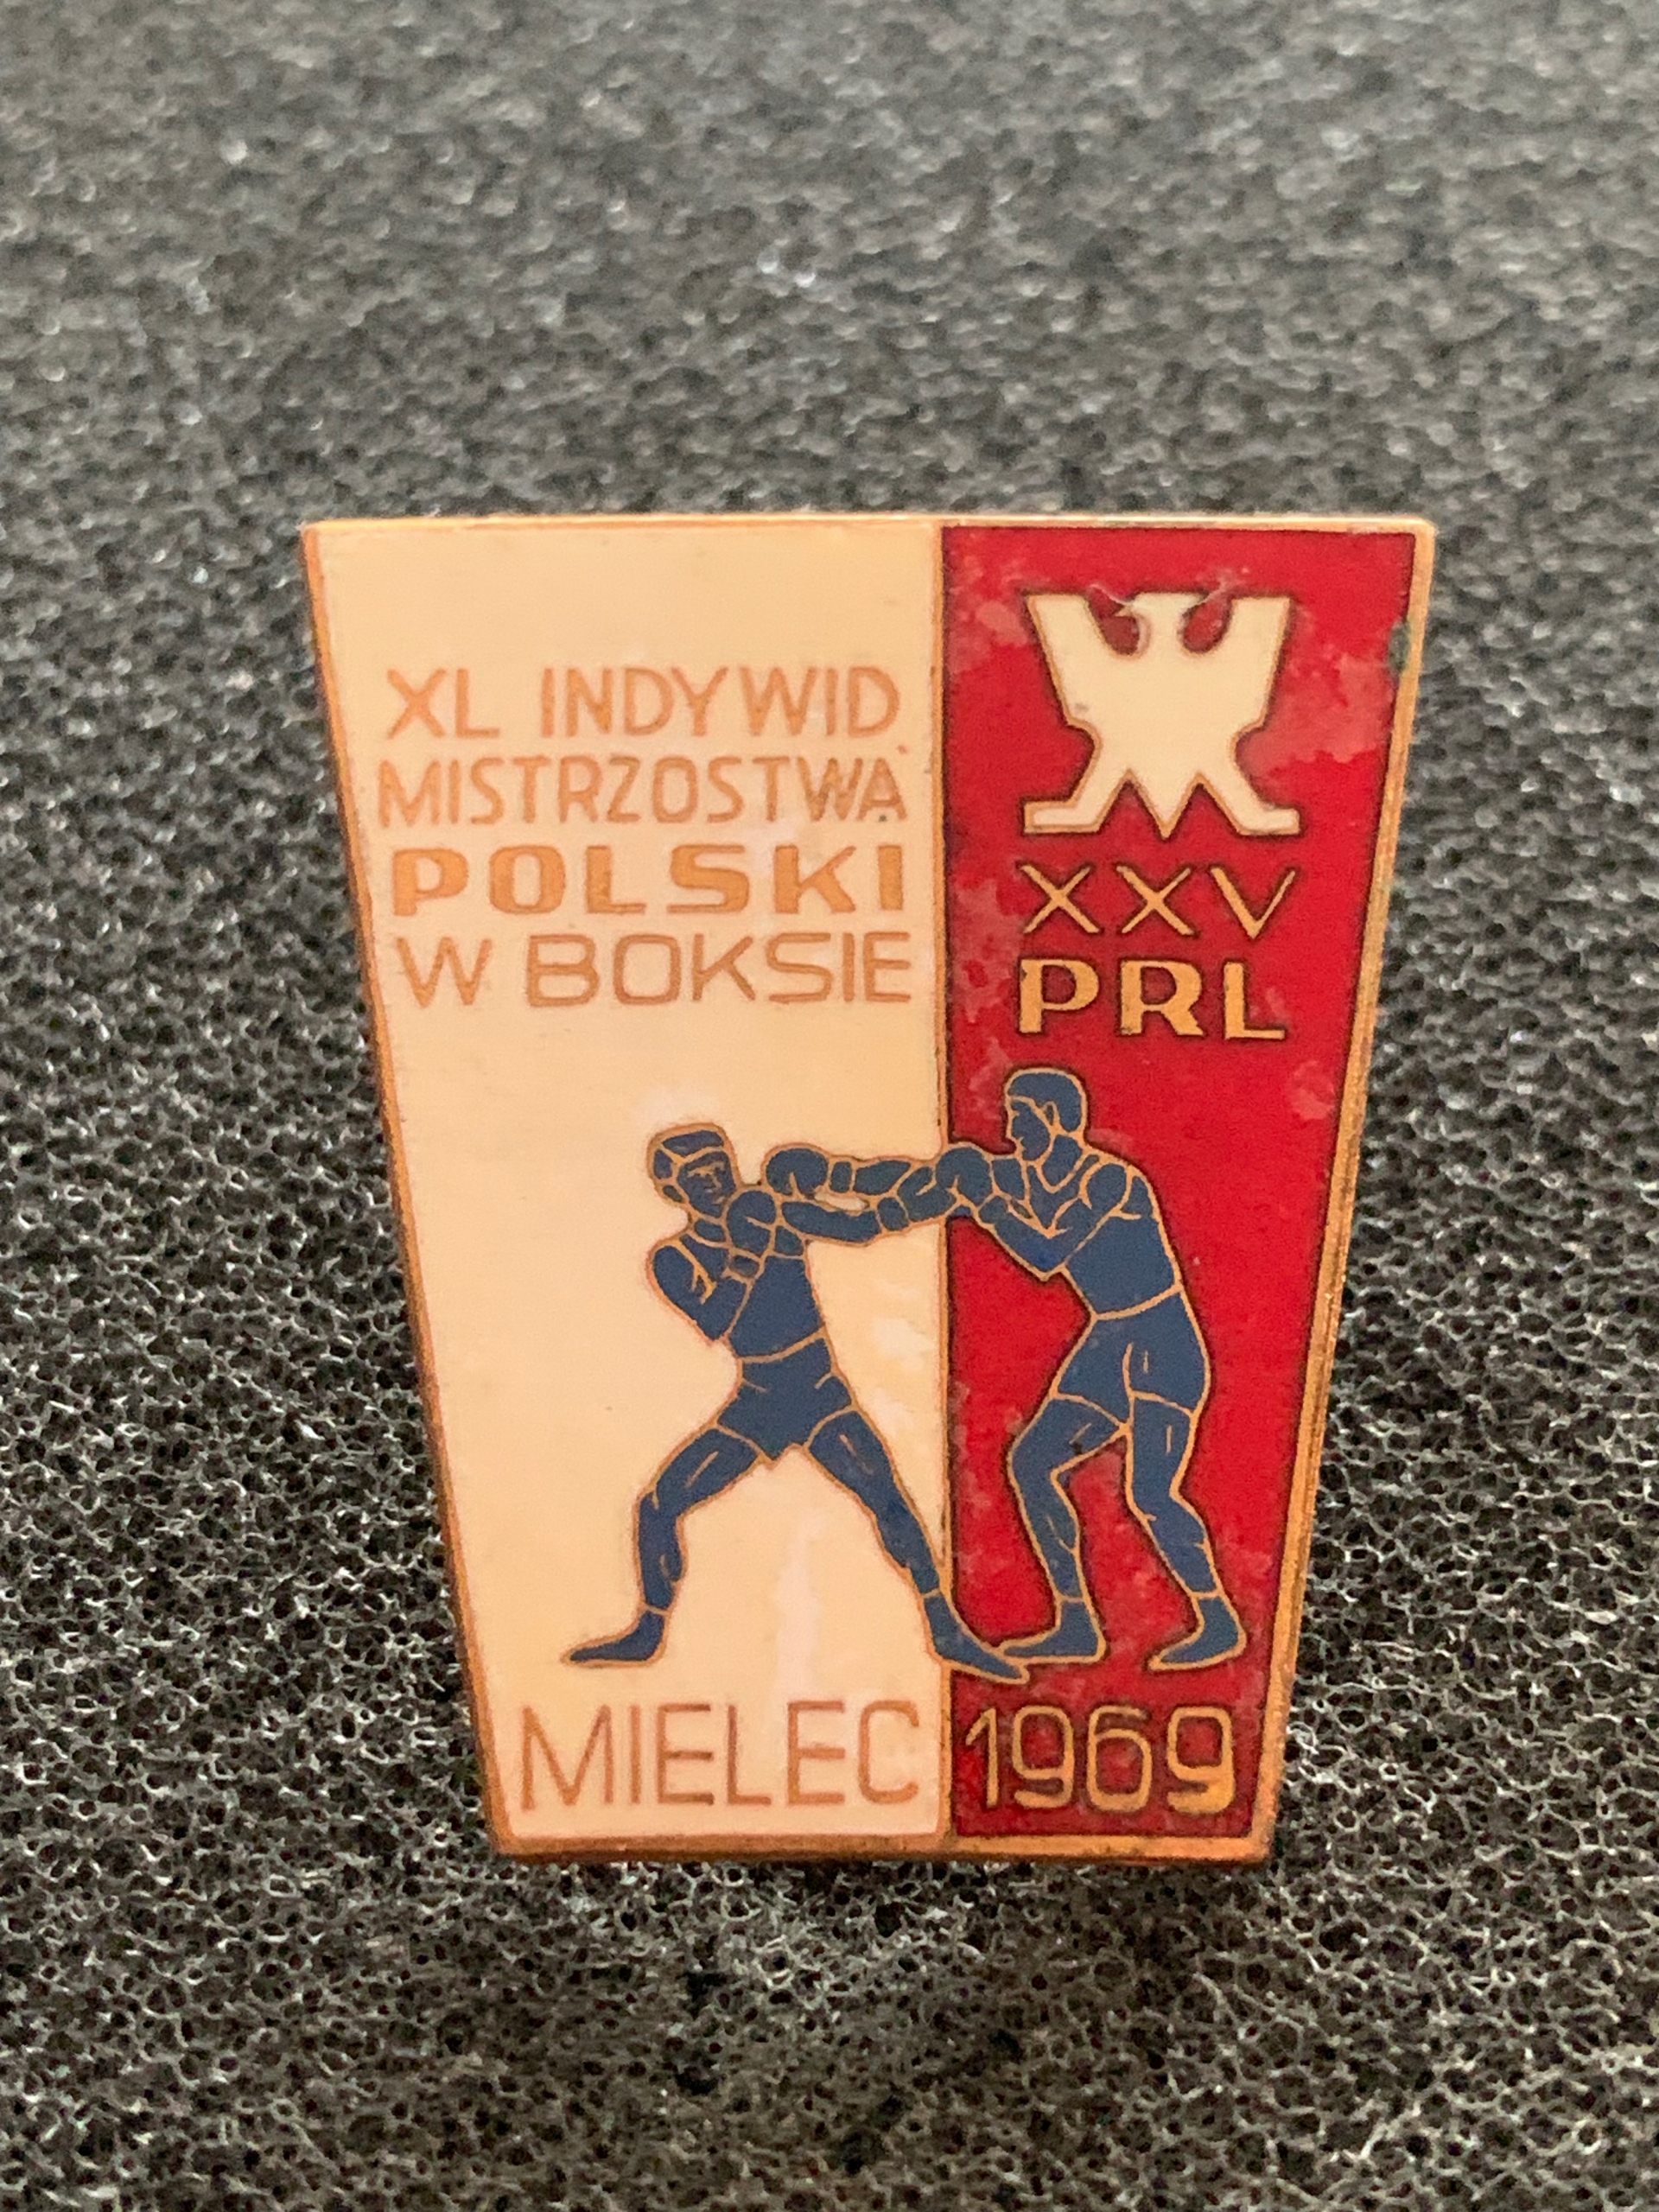 XL INDYWID.
MISTRZOSTWA
POLSKI
W BOKSIE
XXV
PRL
MIELEC 1969